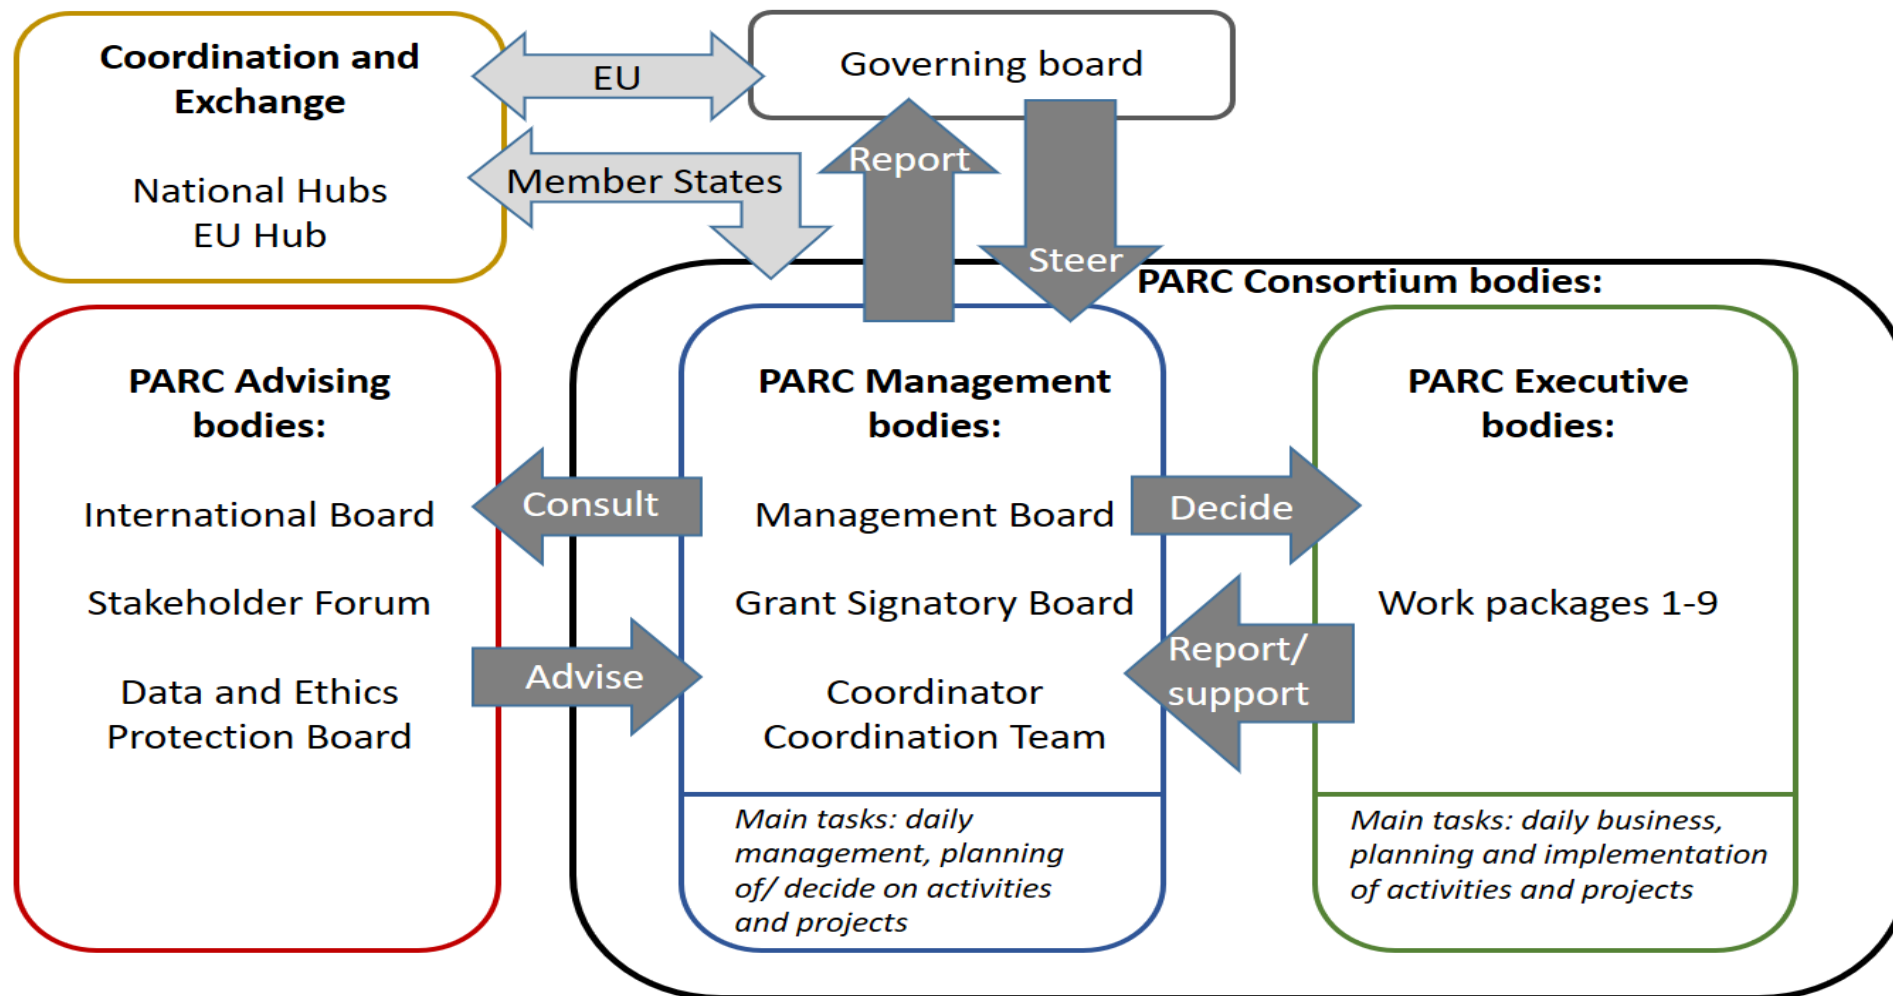 Coordination and
Exchange
National Hubs
EU Hub
EU
Member States
Governing board
Report
Steer
PARC Consortium bodies:
PARC Advising
bodies:
International Board
Stakeholder Forum
Data and Ethics
Protection Board
Consult
Advise
PARC Management
bodies:
Management Board
Grant Signatory Board
Coordinator
Coordination Team
Main tasks: daily
management, planning
of/ decide on activities
and projects
Decide
Report/
support
PARC Executive
bodies:
Work packages 1-9
Main tasks: daily business,
planning and implementation
of activities and projects